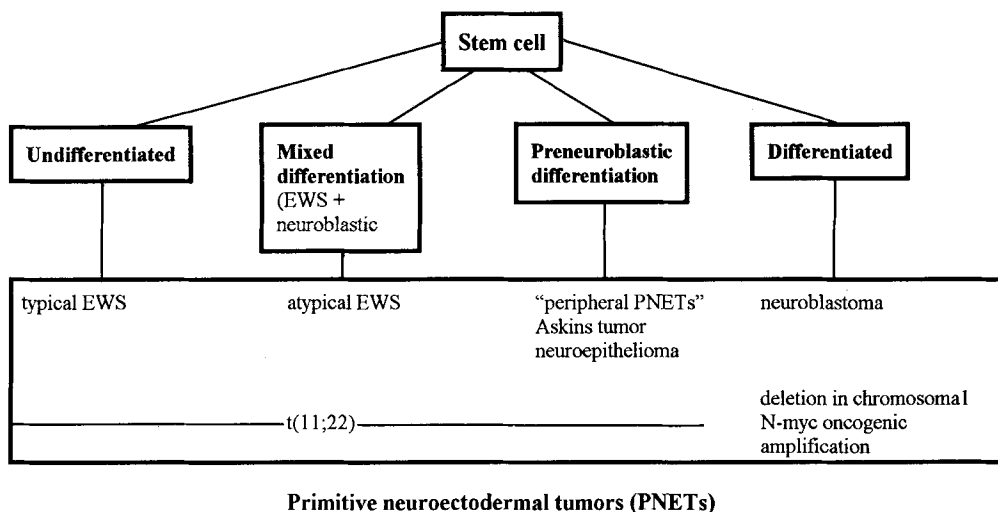 Stem cell
Undifferentiated
Mixed
differentiation
(EWS +
neuroblastic
Preneuroblastic
differentiation
Differentiated
typical EWS
atypical EWS
“peripheral PNETs”
Askins tumor
neuroepithelioma
neuroblastoma
t(11;22)
deletion in chromosomal
N-myc oncogenic
amplification
Primitive neuroectodermal tumors (PNETs)